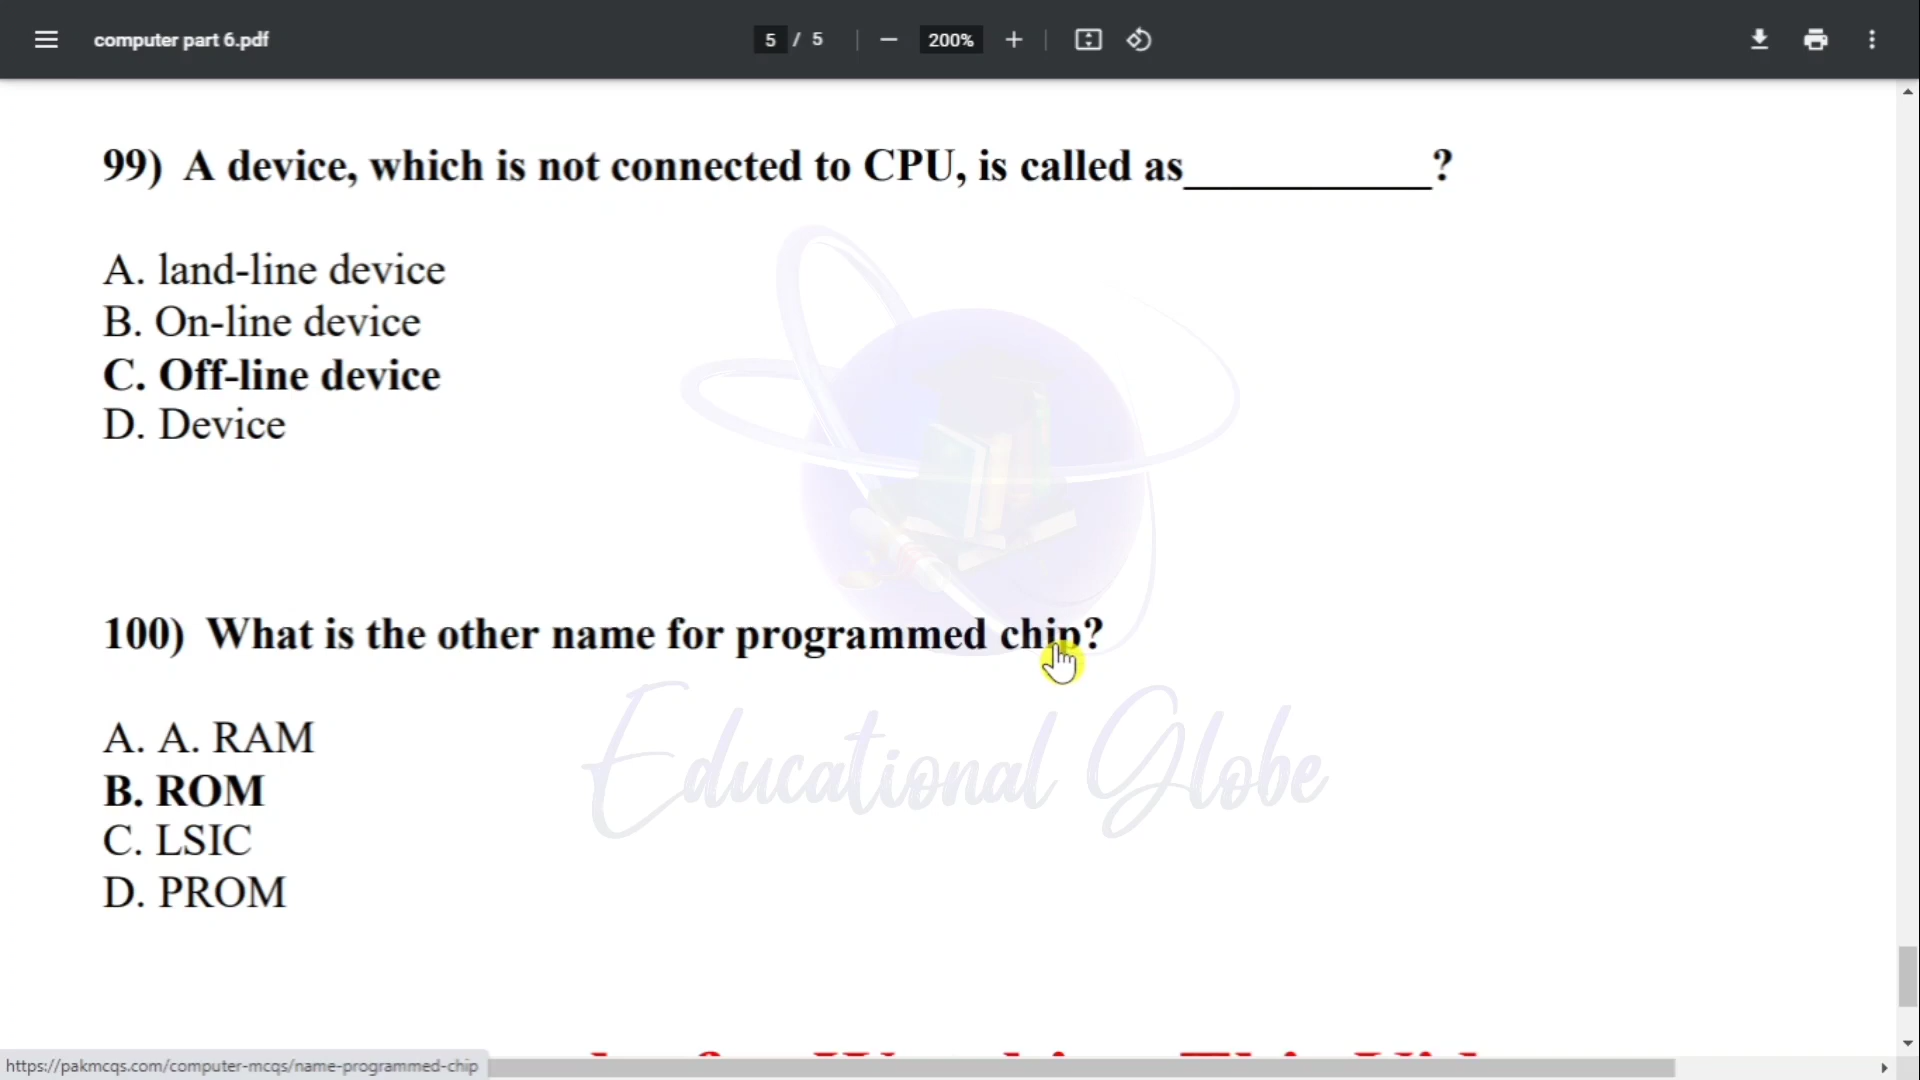 computer part 6.pdf
5 / 5
200%
99) A device, which is not connected to CPU, is called as___________?
A. land-line device
B. On-line device
C. Off-line device
D. Device
100) What is the other name for programmed chip?
Educational Globe
A. A. RAM
B. ROM
C. LSIC
D. PROM
https://pakmcqs.com/computer-mcqs/name-programmed-chip